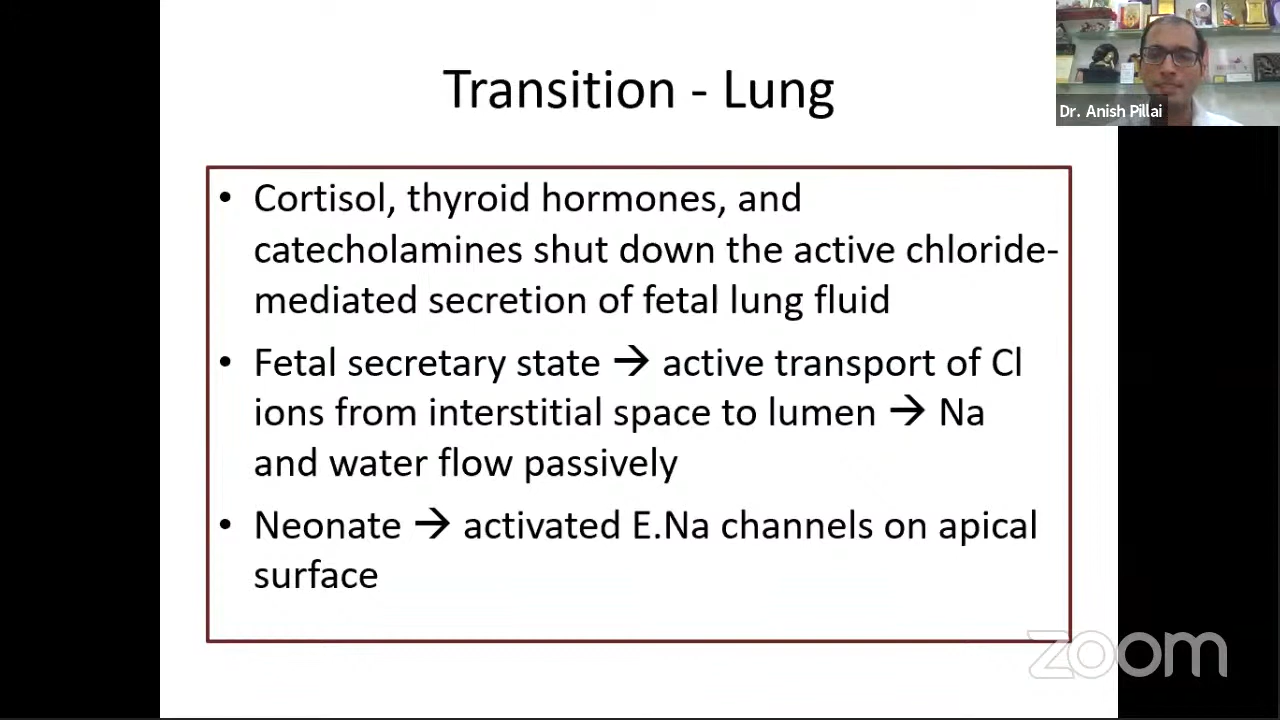 Transition - Lung
Dr. Anish Pillai
• Cortisol, thyroid hormones, and
catecholamines shut down the active chloride-
mediated secretion of fetal lung fluid
• Fetal secretary state → active transport of Cl
ions from interstitial space to lumen → Na
and water flow passively
• Neonate → activated E.Na channels on apical
surface
zoom